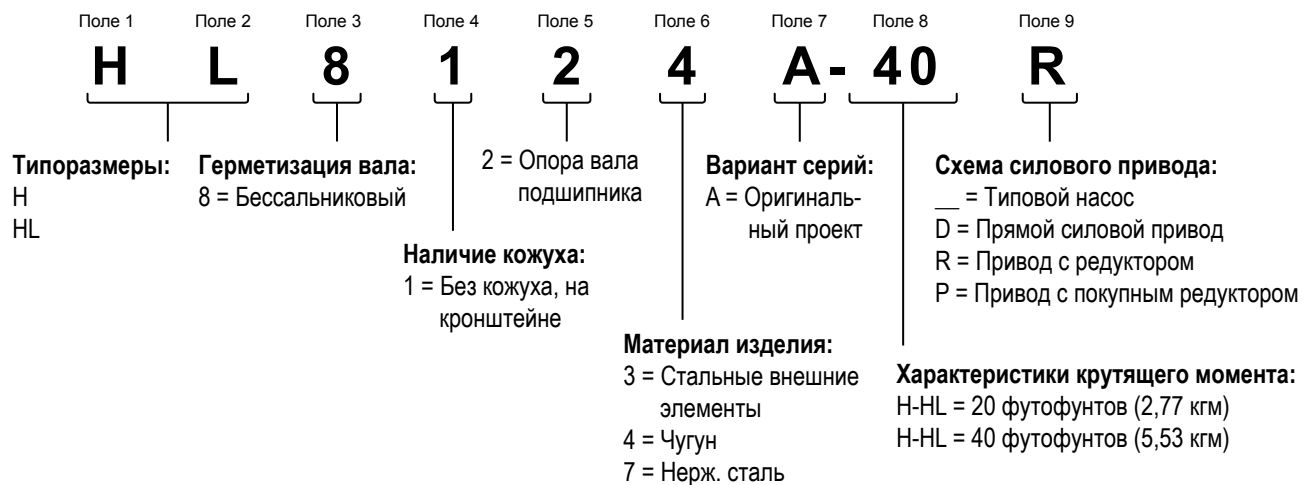 Поле 1 Поле 2 Поле 3 Поле 4 Поле 5 Поле 6 Поле 7 Поле 8 Поле 9
H L 8 1 2 4 A - 40 R
Типоразмеры:
H
HL
Герметизация вала:
8 = Бессальниковый
Наличие кожуха:
1 = Без кожуха, на
кронштейне
2 = Опора вала
подшипника
Материал изделия:
3 = Стальные внешние
элементы
4 = Чугун
7 = Нерж. сталь
Вариант серий:
A = Оригиналь-
ный проект
Характеристики крутящего момента:
H-HL = 20 футофунтов (2,77 кгм)
H-HL = 40 футофунтов (5,53 кгм)
Схема силового привода:
__ = Типовой насос
D = Прямой силовой привод
R = Привод с редуктором
P = Привод с покупным редуктором